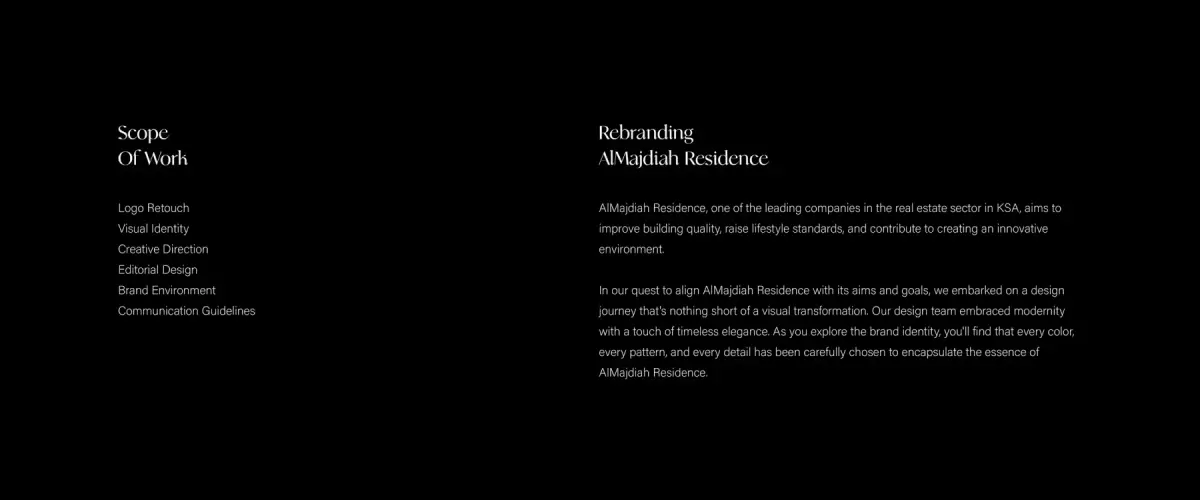 Scope
Of Work
Logo Retouch
Visual Identity
Creative Direction
Editorial Design
Brand Environment
Communication Guidelines
Rebranding
AlMajdiah Residence
AlMajdiah Residence, one of the leading companies in the real estate sector in KSA, aims to
improve building quality, raise lifestyle standards, and contribute to creating an innovative
environment.
In our quest to align AlMajdiah Residence with its aims and goals, we embarked on a design
journey that's nothing short of a visual transformation. Our design team embraced modernity
with a touch of timeless elegance. As you explore the brand identity, you'll find that every color,
every pattern, and every detail has been carefully chosen to encapsulate the essence of
AlMajdiah Residence.